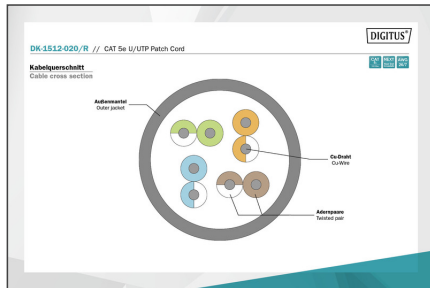 DIGITUS®
DK-1512-020/R // CAT 5e U/UTP Patch Cord
Kabelquerschnitt
Cable cross section
Außenmantel
Outer jacket
Cu-Draht
Cu-Wire
Adernpaare
Twisted pair